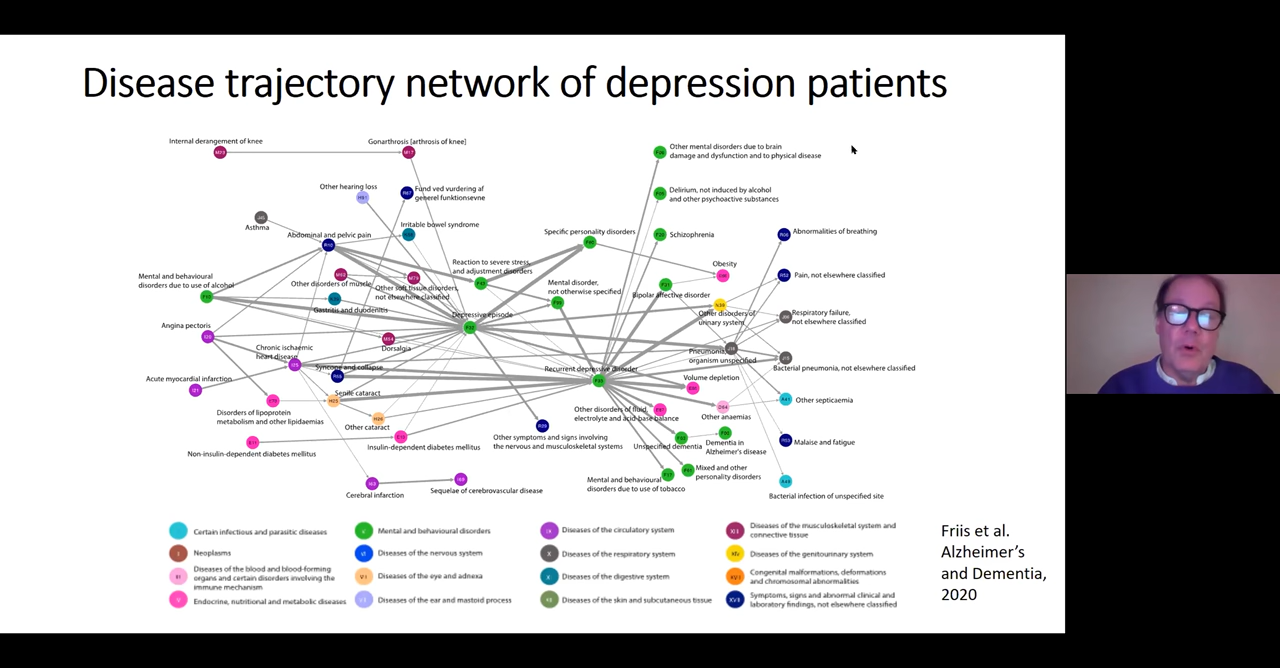 Disease trajectory network of depression patients
Internal derangement of knee
Gonarthrosis [arthrosis of knee]
Other mental disorders due to brain
damage and dysfunction and to physical disease
Other hearing loss
Fund ved vurdering af
generel funktionsevne
Delirium, not induced by alcohol
and other psychoactive substances
Asthma
Irritable bowel syndrome
Abdominal and pelvic pain
Specific personality disorders
Schizophrenia
Abnormalities of breathing
Mental and behavioural
disorders due to use of alcohol
Other disorders of muscle
Other soft tissue disorders,
not elsewhere classified
Reaction to severe stress,
and adjustment disorders
Mental disorder,
not otherwise specified
Obesity
Bipolar affective disorder
Pain, not elsewhere classified
Gastritis and duodenitis
Depressive episode
Other disorders of
urinary system
Respiratory failure,
not elsewhere classified
Angina pectoris
Chronic ischaemic
heart disease
Dorsalgia
Pneumonia,
organism unspecified
Bacterial pneumonia, not elsewhere classified
Acute myocardial infarction
Syncope and collapse
Recurrent depressive disorder
Volume depletion
Senile cataract
Disorders of lipoprotein
metabolism and other lipidaemias
Other cataract
Other disorders of fluid,
electrolyte and acid-base balance
Other anaemias
Other septicaemia
Non-insulin-dependent diabetes mellitus
Insulin-dependent diabetes mellitus
Other symptoms and signs involving
the nervous and musculoskeletal systems
Unspecified dementia
Dementia in
Alzheimer's disease
Malaise and fatigue
Cerebral infarction
Sequelae of cerebrovascular disease
Mental and behavioural
disorders due to use of tobacco
Mixed and other
personality disorders
Bacterial infection of unspecified site
Certain infectious and parasitic diseases
Mental and behavioural disorders
Diseases of the circulatory system
Diseases of the musculoskeletal system and
connective tissue
Neoplasms
Diseases of the nervous system
Diseases of the respiratory system
Diseases of the genitourinary system
Diseases of the blood and blood-forming
organs and certain disorders involving the
immune mechanism
Diseases of the eye and adnexa
Diseases of the digestive system
Congenital malformations, deformations
and chromosomal abnormalities
Endocrine, nutritional and metabolic diseases
Diseases of the ear and mastoid process
Diseases of the skin and subcutaneous tissue
Symptoms, signs and abnormal clinical and
laboratory findings, not elsewhere classified
Friis et al.
Alzheimer's
and Dementia,
2020